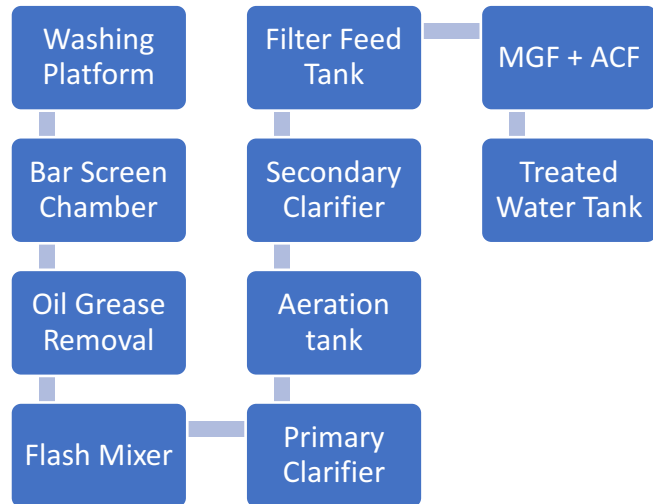 Washing
Platform
Bar Screen
Chamber
Oil Grease
Removal
Flash Mixer
Primary
Clarifier
Aeration
tank
Secondary
Clarifier
Filter Feed
Tank
MGF + ACF
Treated
Water Tank